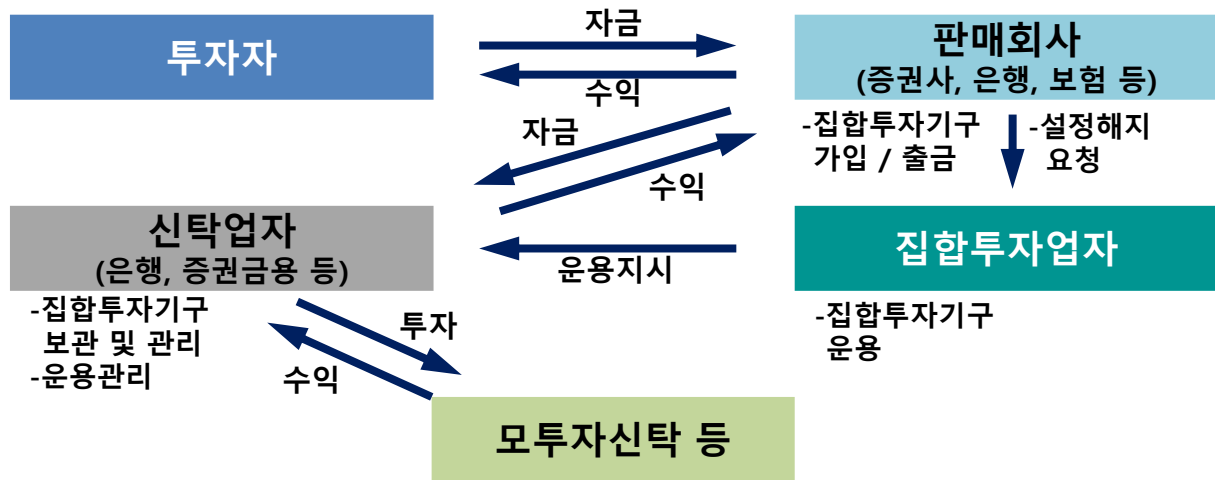 투자자
자금
수익
판매회사
(증권사, 은행, 보험 등)
-집합투자기구
가입 / 출금
-설정해지
요청
자금
수익
신탁업자
(은행, 증권금융 등)
-집합투자기구
보관 및 관리
-운용관리
운용지시
집합투자업자
-집합투자기구
운용
투자
수익
모투자신탁 등